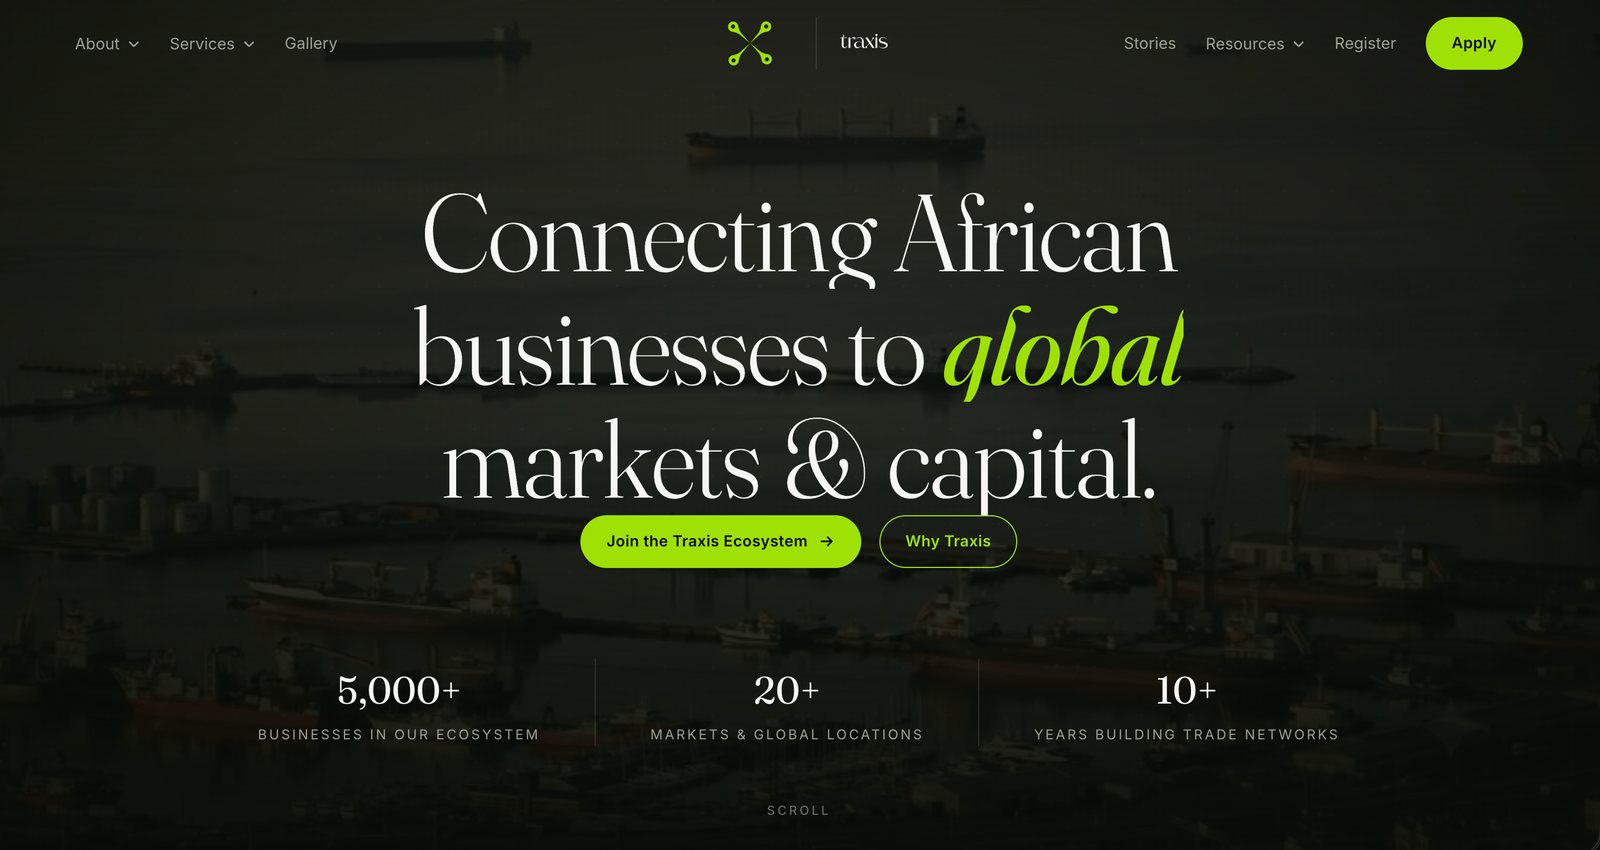 About Services Gallery traxis Stories Resources Register Apply
Connecting African
businesses to global
markets & capital.
Join the Traxis Ecosystem → Why Traxis
5,000+ 20+ 10+
BUSINESSES IN OUR ECOSYSTEM MARKETS & GLOBAL LOCATIONS YEARS BUILDING TRADE NETWORKS
SCROLL